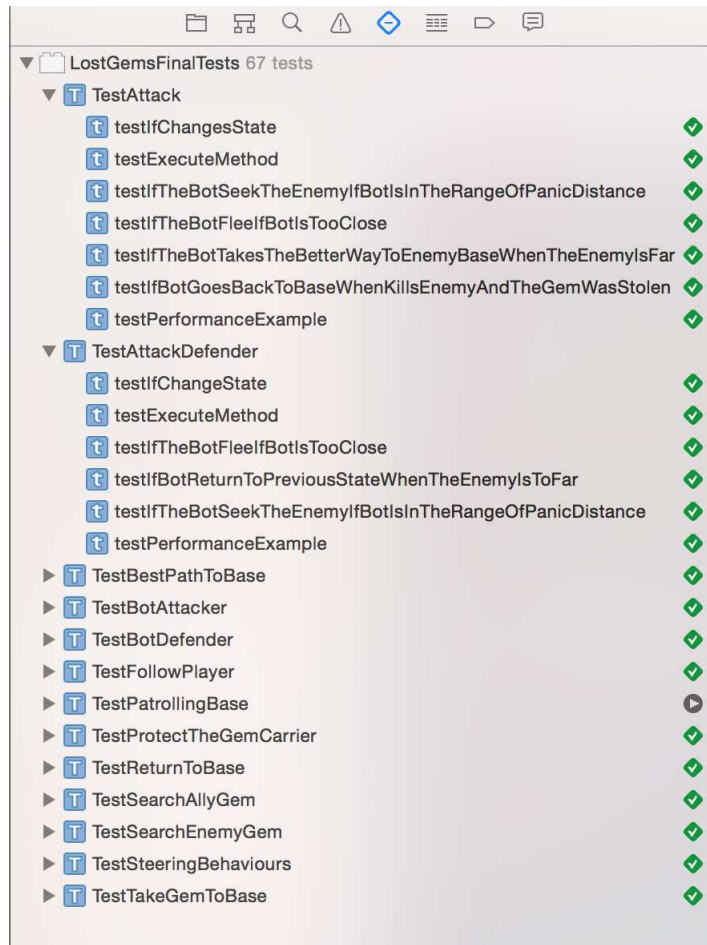 LostGemsFinalTests 67 tests
TestAttack
testIfChangesState
testExecuteMethod
testIfTheBotSeekTheEnemyIfBotIsInTheRangeOfPanicDistance
testIfTheBotFleeIfBotIsTooClose
testIfTheBotTakesTheBetterWayToEnemyBaseWhenTheEnemyIsFar
testIfBotGoesBackToBaseWhenKillsEnemyAndTheGemWasStolen
testPerformanceExample
TestAttackDefender
testIfChangeState
testExecuteMethod
testIfTheBotFleeIfBotIsTooClose
testIfBotReturnToPreviousStateWhenTheEnemyIsToFar
testIfTheBotSeekTheEnemyIfBotIsInTheRangeOfPanicDistance
testPerformanceExample
TestBestPathToBase
TestBotAttacker
TestBotDefender
TestFollowPlayer
TestPatrollingBase
TestProtectTheGemCarrier
TestReturnToBase
TestSearchAllyGem
TestSearchEnemyGem
TestSteeringBehaviours
TestTakeGemToBase